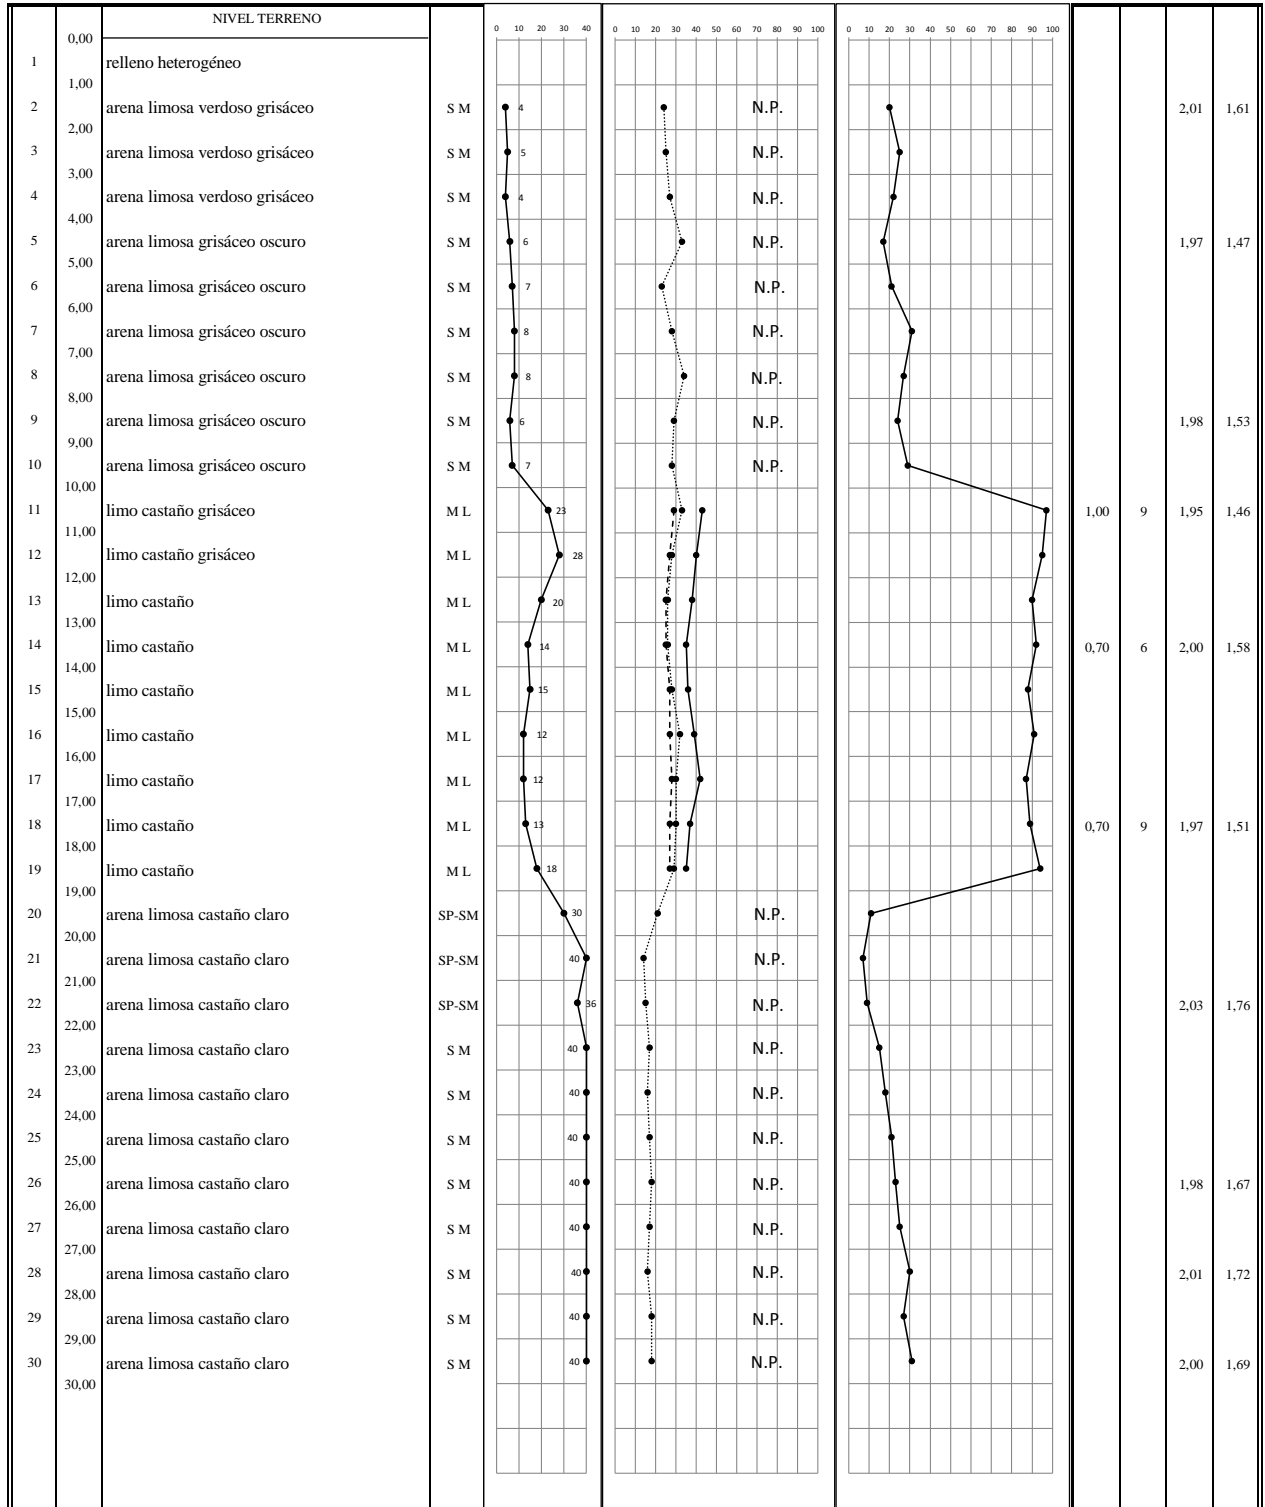 NIVEL TERRENO
0,00
0 10 20 30 40 0 10 20 30 40 50 60 70 80 90 100 0 10 20 30 40 50 60 70 80 90 100
1 relleno heterogéneo
1,00
2 arena limosa verdoso grisáceo S M 4 N.P. 2,01 1,61
2,00
3 arena limosa verdoso grisáceo S M 5 N.P.
3,00
4 arena limosa verdoso grisáceo S M 4 N.P.
4,00
5 arena limosa grisáceo oscuro S M 6 N.P. 1,97 1,47
5,00
6 arena limosa grisáceo oscuro S M 7 N.P.
6,00
7 arena limosa grisáceo oscuro S M 8 N.P.
7,00
8 arena limosa grisáceo oscuro S M 8 N.P.
8,00
9 arena limosa grisáceo oscuro S M 6 N.P. 1,98 1,53
9,00
10 arena limosa grisáceo oscuro S M 7 N.P.
10,00
11 limo castaño grisáceo M L 23 1,00 9 1,95 1,46
11,00
12 limo castaño grisáceo M L 28
12,00
13 limo castaño M L 20
13,00
14 limo castaño M L 14 0,70 6 2,00 1,58
14,00
15 limo castaño M L 15
15,00
16 limo castaño M L 12
16,00
17 limo castaño M L 12
17,00
18 limo castaño M L 13 0,70 9 1,97 1,51
18,00
19 limo castaño M L 18
19,00
20 arena limosa castaño claro SP-SM 30 N.P.
20,00
21 arena limosa castaño claro SP-SM 40 N.P.
21,00
22 arena limosa castaño claro SP-SM 36 N.P. 2,03 1,76
22,00
23 arena limosa castaño claro S M 40 N.P.
23,00
24 arena limosa castaño claro S M 40 N.P.
24,00
25 arena limosa castaño claro S M 40 N.P.
25,00
26 arena limosa castaño claro S M 40 N.P. 1,98 1,67
26,00
27 arena limosa castaño claro S M 40 N.P.
27,00
28 arena limosa castaño claro S M 40 N.P. 2,01 1,72
28,00
29 arena limosa castaño claro S M 40 N.P.
29,00
30 arena limosa castaño claro S M 40 N.P. 2,00 1,69
30,00